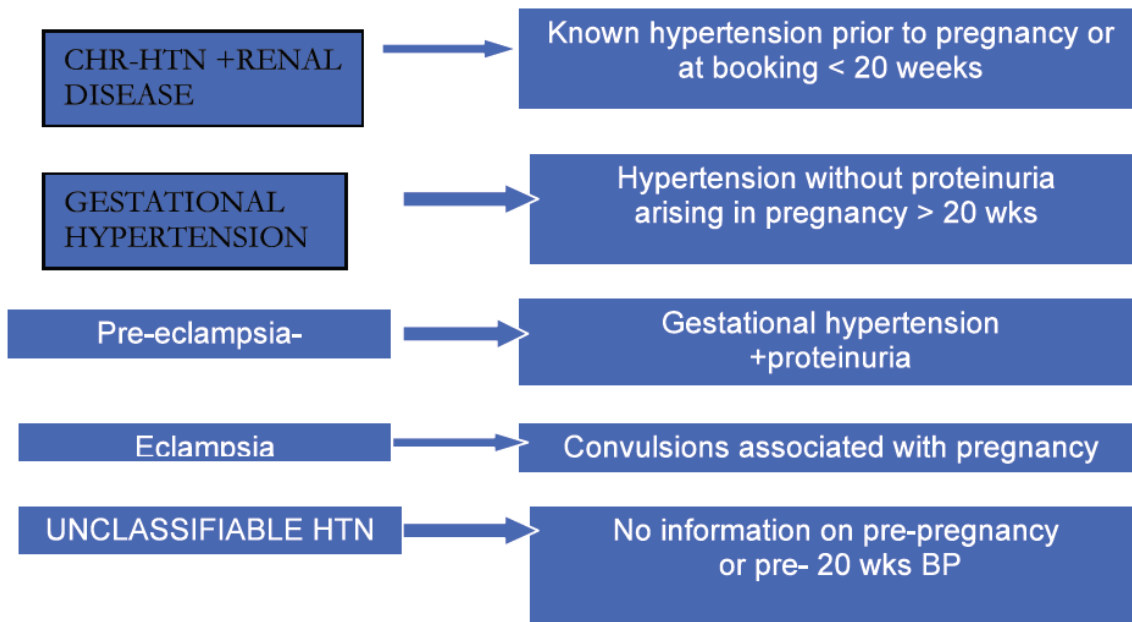 CHR-HTN +RENAL
DISEASE
Known hypertension prior to pregnancy or
at booking < 20 weeks
GESTATIONAL
HYPERTENSION
Hypertension without proteinuria
arising in pregnancy > 20 wks
Pre-eclampsia-
Gestational hypertension
+proteinuria
Eclampsia
Convulsions associated with pregnancy
UNCLASSIFIABLE HTN
No information on pre-pregnancy
or pre- 20 wks BP